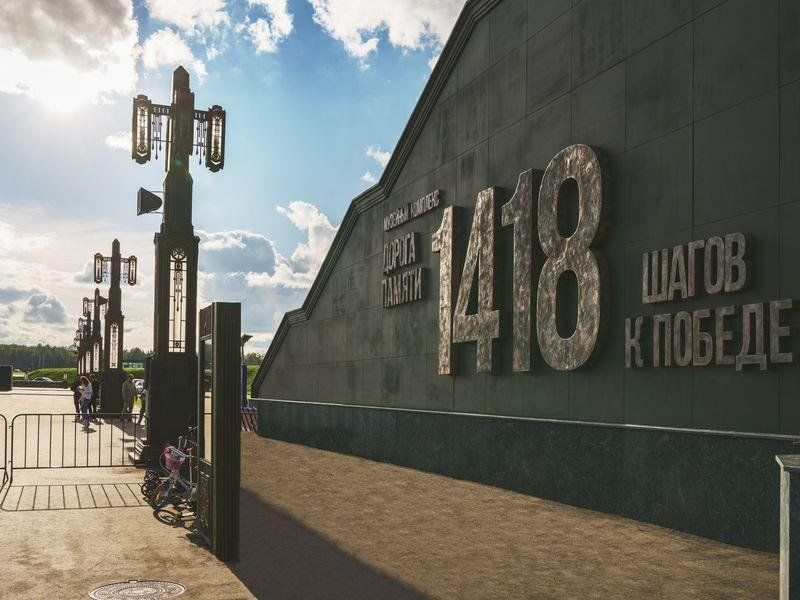 МУЗЕЙНЫЙ КОМПЛЕКС
ДОРОГА
ПАМЯТИ
1418
ШАГОВ
К ПОБЕДЕ